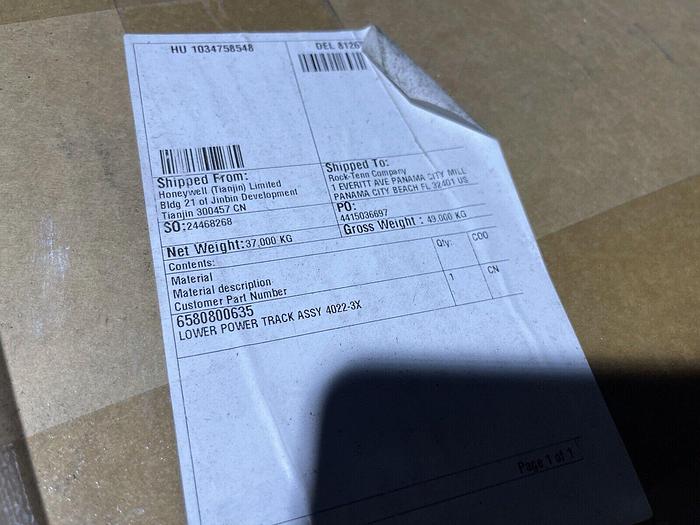 HU 1034758548
DEL 8126
Shipped From:
Honeywell (Tianjin) Limited
Bldg 21 of Jinbin Development
Tianjin 300457 CN
SO:24468268
Shipped To:
Rock-Tenn Company
1 EVERITT AVE PANAMA CITY MILL
PANAMA CITY BEACH FL 32401 US
PO:
4415036697
Net Weight:37,000 KG
Gross Weight : 49,000 KG
Contents:
Qty:
COO
Material
Material description
Customer Part Number
1
CN
6580800635
LOWER POWER TRACK ASSY 4022-3X
Page 1 of 1